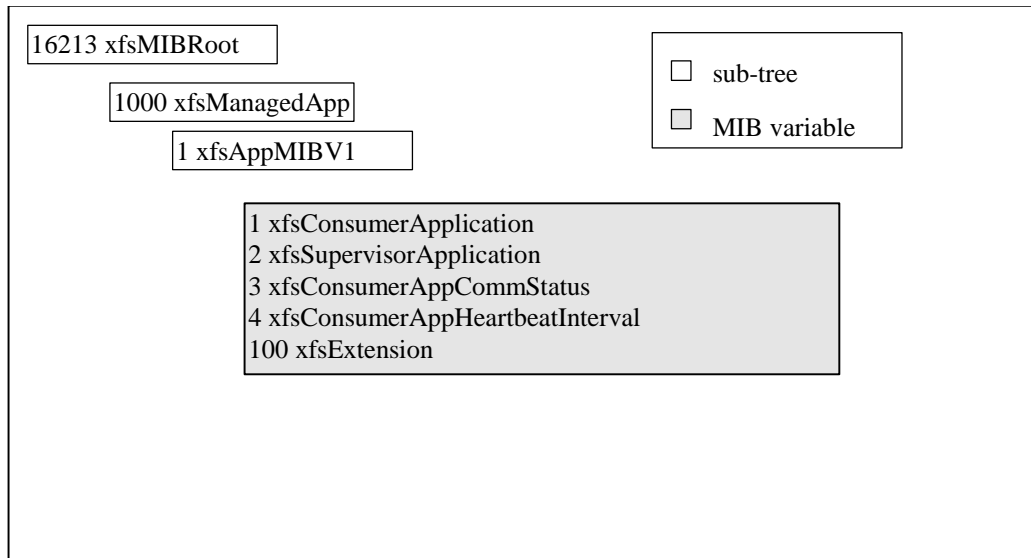 16213 xfsMIBRoot
1000 xfsManagedApp
1 xfsAppMIBV1
sub-tree
MIB variable
1 xfsConsumerApplication
2 xfsSupervisorApplication
3 xfsConsumerAppCommStatus
4 xfsConsumerAppHeartbeatInterval
100 xfsExtension